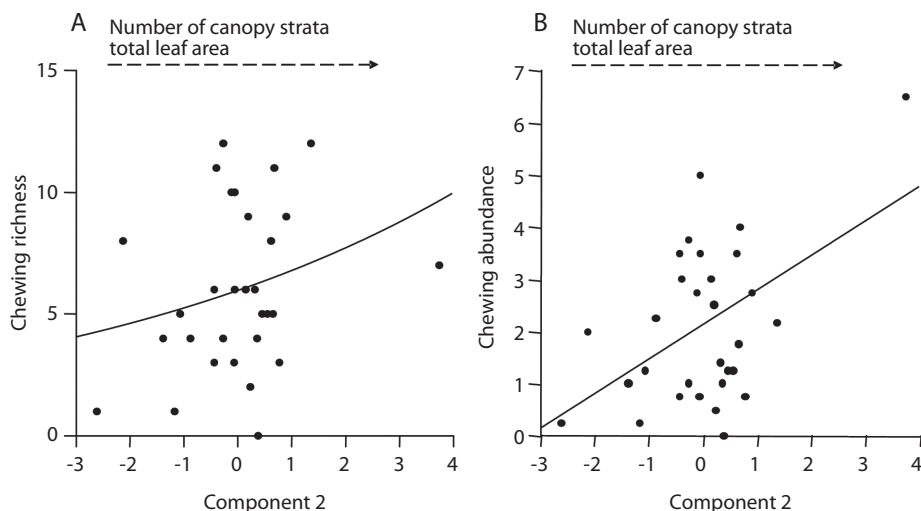 A
Number of canopy strata
total leaf area
15
10
5
0
Chewing richness
-3
-2
-1
0
1
2
3
4
Component 2
B
Number of canopy strata
total leaf area
7
6
5
4
3
2
1
0
Chewing abundance
-3
-2
-1
0
1
2
3
4
Component 2